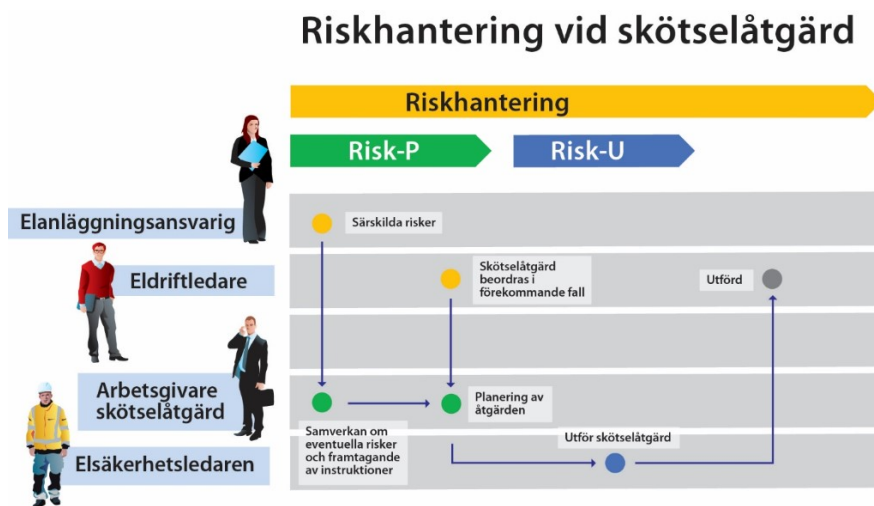 Riskhantering vid skötselåtgärd
Riskhantering
Risk-P
Risk-U
Elanläggningsansvarig
Särskilda risker
Eldriftledare
Skötselåtgärd
beordras i
förekommande fall
Utförd
Arbetsgivare
skötselåtgärd
Planering av
åtgärden
Samverkan om
eventuella risker
och framtagande
av instruktioner
Utför skötselåtgärd
Elsäkerhetsledaren